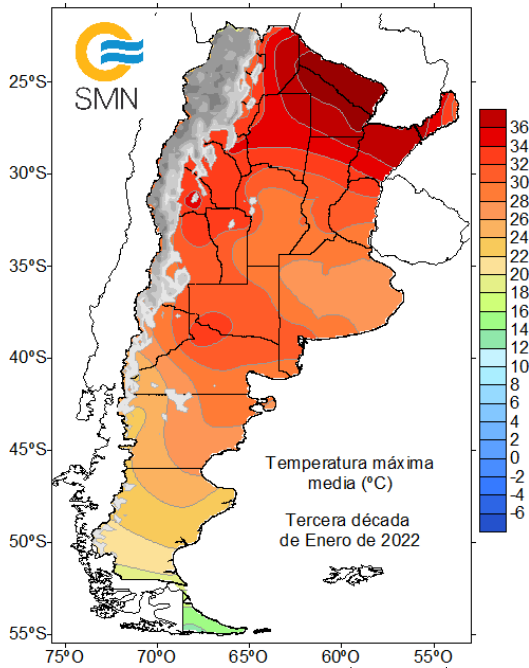 SMN
25ºS
30ºS
35ºS
40ºS
45ºS
50ºS
55ºS
75ºO
70ºO
65ºO
60ºO
55ºO
36
34
32
30
28
26
24
22
20
18
16
14
12
10
8
6
4
2
0
-2
-4
-6
Temperatura máxima
media (ºC)
Tercera década
de Enero de 2022